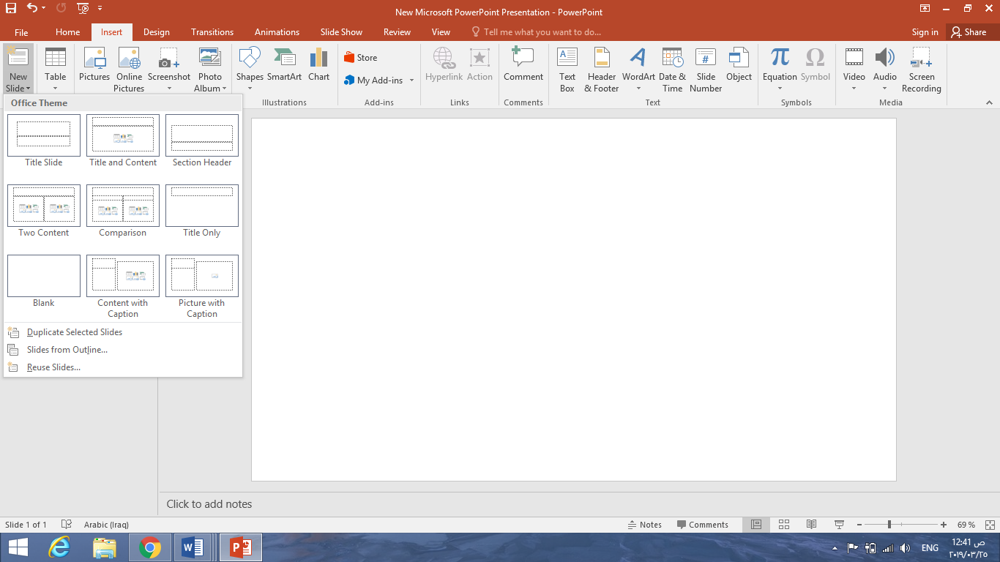 New Microsoft PowerPoint Presentation - PowerPoint
File Home Insert Design Transitions Animations Slide Show Review View Tell me what you want to do... Sign in Share
New Slide Table Pictures Online Pictures Screenshot Photo Album Shapes SmartArt Chart Store My Add-ins Hyperlink Action Comment Text Box Header & Footer WordArt Date & Time Slide Number Object Equation Symbol Video Audio Screen Recording
Illustrations Add-ins Links Comments Text Symbols Media
Office Theme
Title Slide Title and Content Section Header
Two Content Comparison Title Only
Blank Content with Caption Picture with Caption
Duplicate Selected Slides
Slides from Outline...
Reuse Slides...
Click to add notes
Slide 1 of 1 Arabic (Iraq) Notes Comments 69 %
ENG 12:41 ص
٢٠١٩/٠٣/٢٥